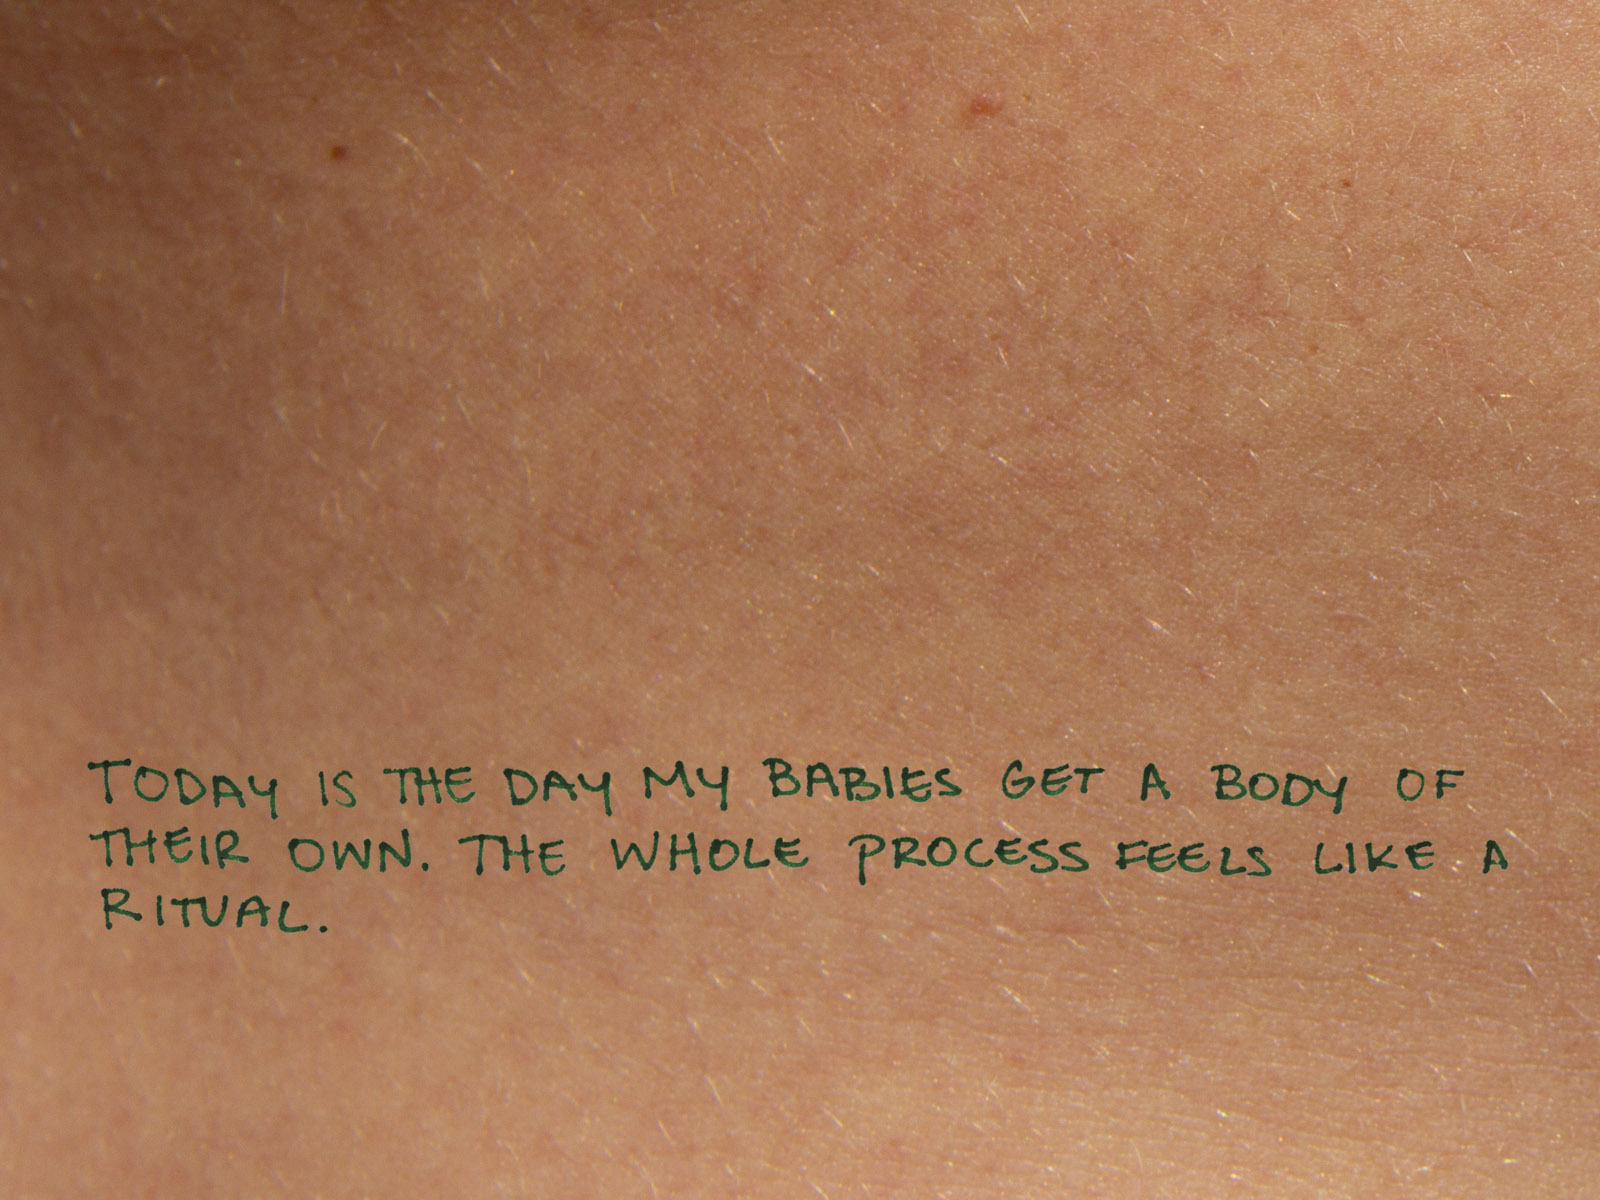 TODAY IS THE DAY MY BABIES GET A BODY OF
THEIR OWN. THE WHOLE PROCESS FEELS LIKE A
RITUAL.